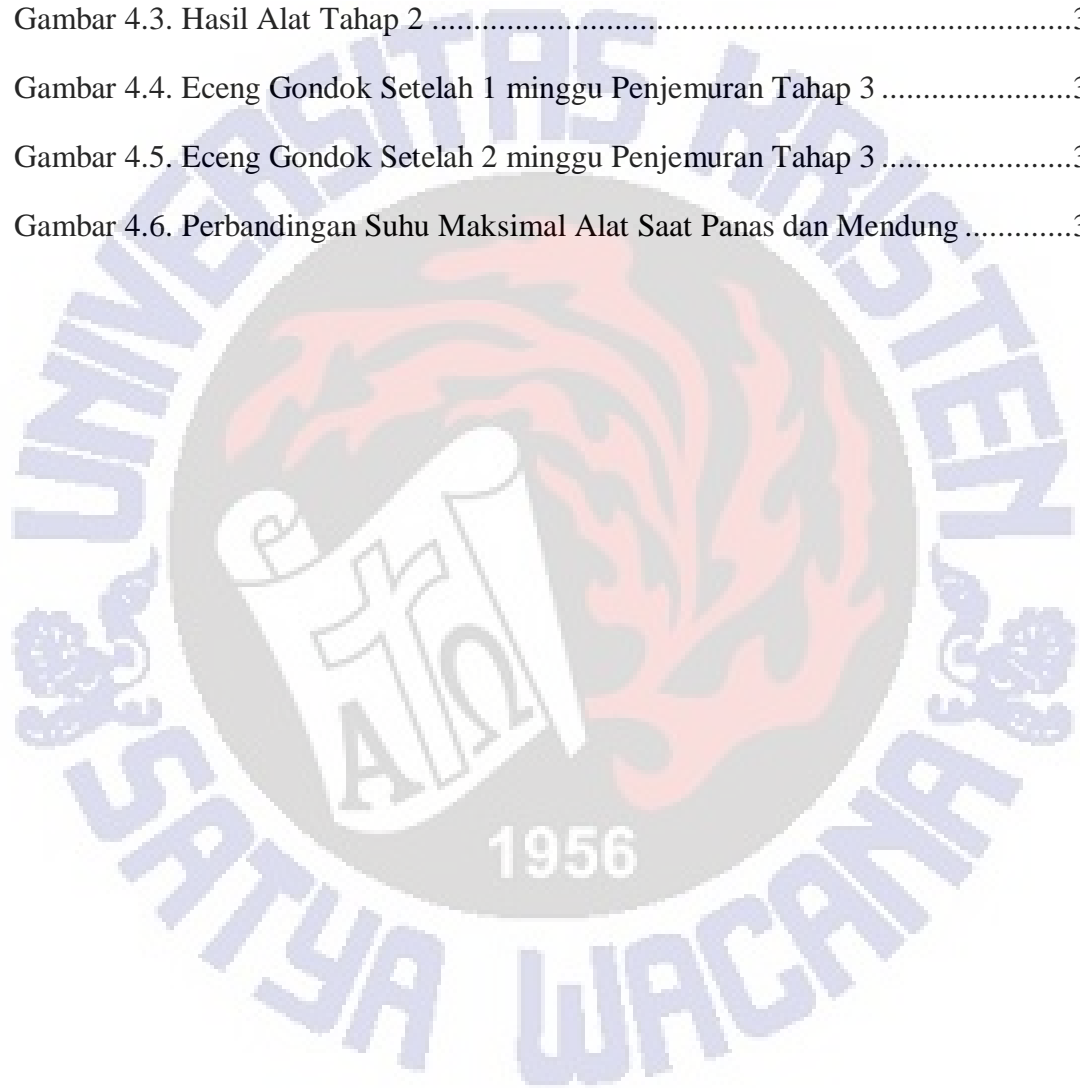 Gambar 4.3. Hasil Alat Tahap 2 ........................................................................3
Gambar 4.4. Eceng Gondok Setelah 1 minggu Penjemuran Tahap 3 ......................3
Gambar 4.5. Eceng Gondok Setelah 2 minggu Penjemuran Tahap 3 ......................3
Gambar 4.6. Perbandingan Suhu Maksimal Alat Saat Panas dan Mendung .............3
UNIVERSITAS KRISTEN
Α Ω
1956
SATYA WACANA